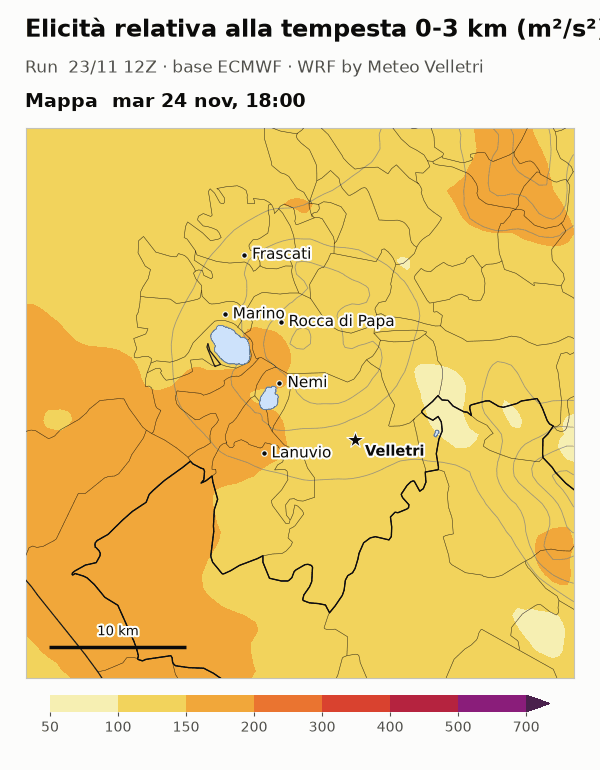 Elicità relativa alla tempesta 0-3 km (m²/s²)
Run 23/11 12Z · base ECMWF · WRF by Meteo Velletri
Mappa mar 24 nov, 18:00
Frascati
Marino
Rocca di Papa
Nemi
Velletri
Lanuvio
10 km
50 100 150 200 300 400 500 700